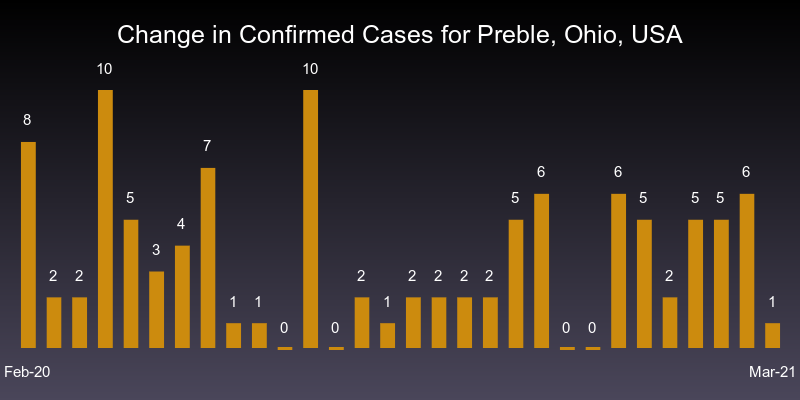 Change in Confirmed Cases for Preble, Ohio, USA
8 2 2 10 5 3 4 7 1 1 0 10 0 2 1 2 2 2 2 5 6 0 0 6 5 2 5 5 6 1
Feb-20 Mar-21